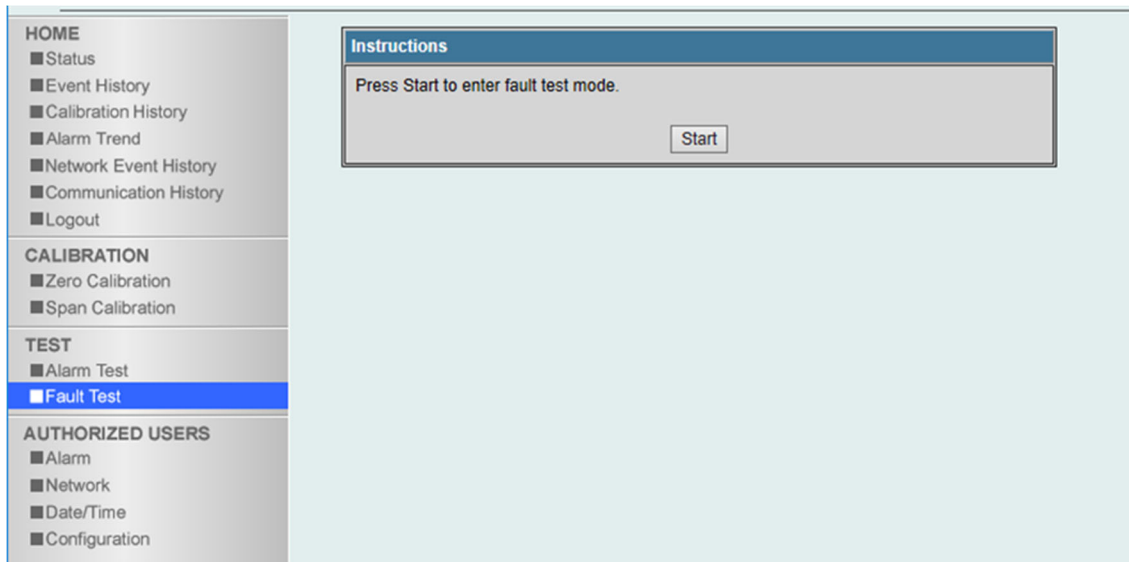 HOME
Status
Event History
Calibration History
Alarm Trend
Network Event History
Communication History
Logout
CALIBRATION
Zero Calibration
Span Calibration
TEST
Alarm Test
Fault Test
AUTHORIZED USERS
Alarm
Network
Date/Time
Configuration
Instructions
Press Start to enter fault test mode.
Start